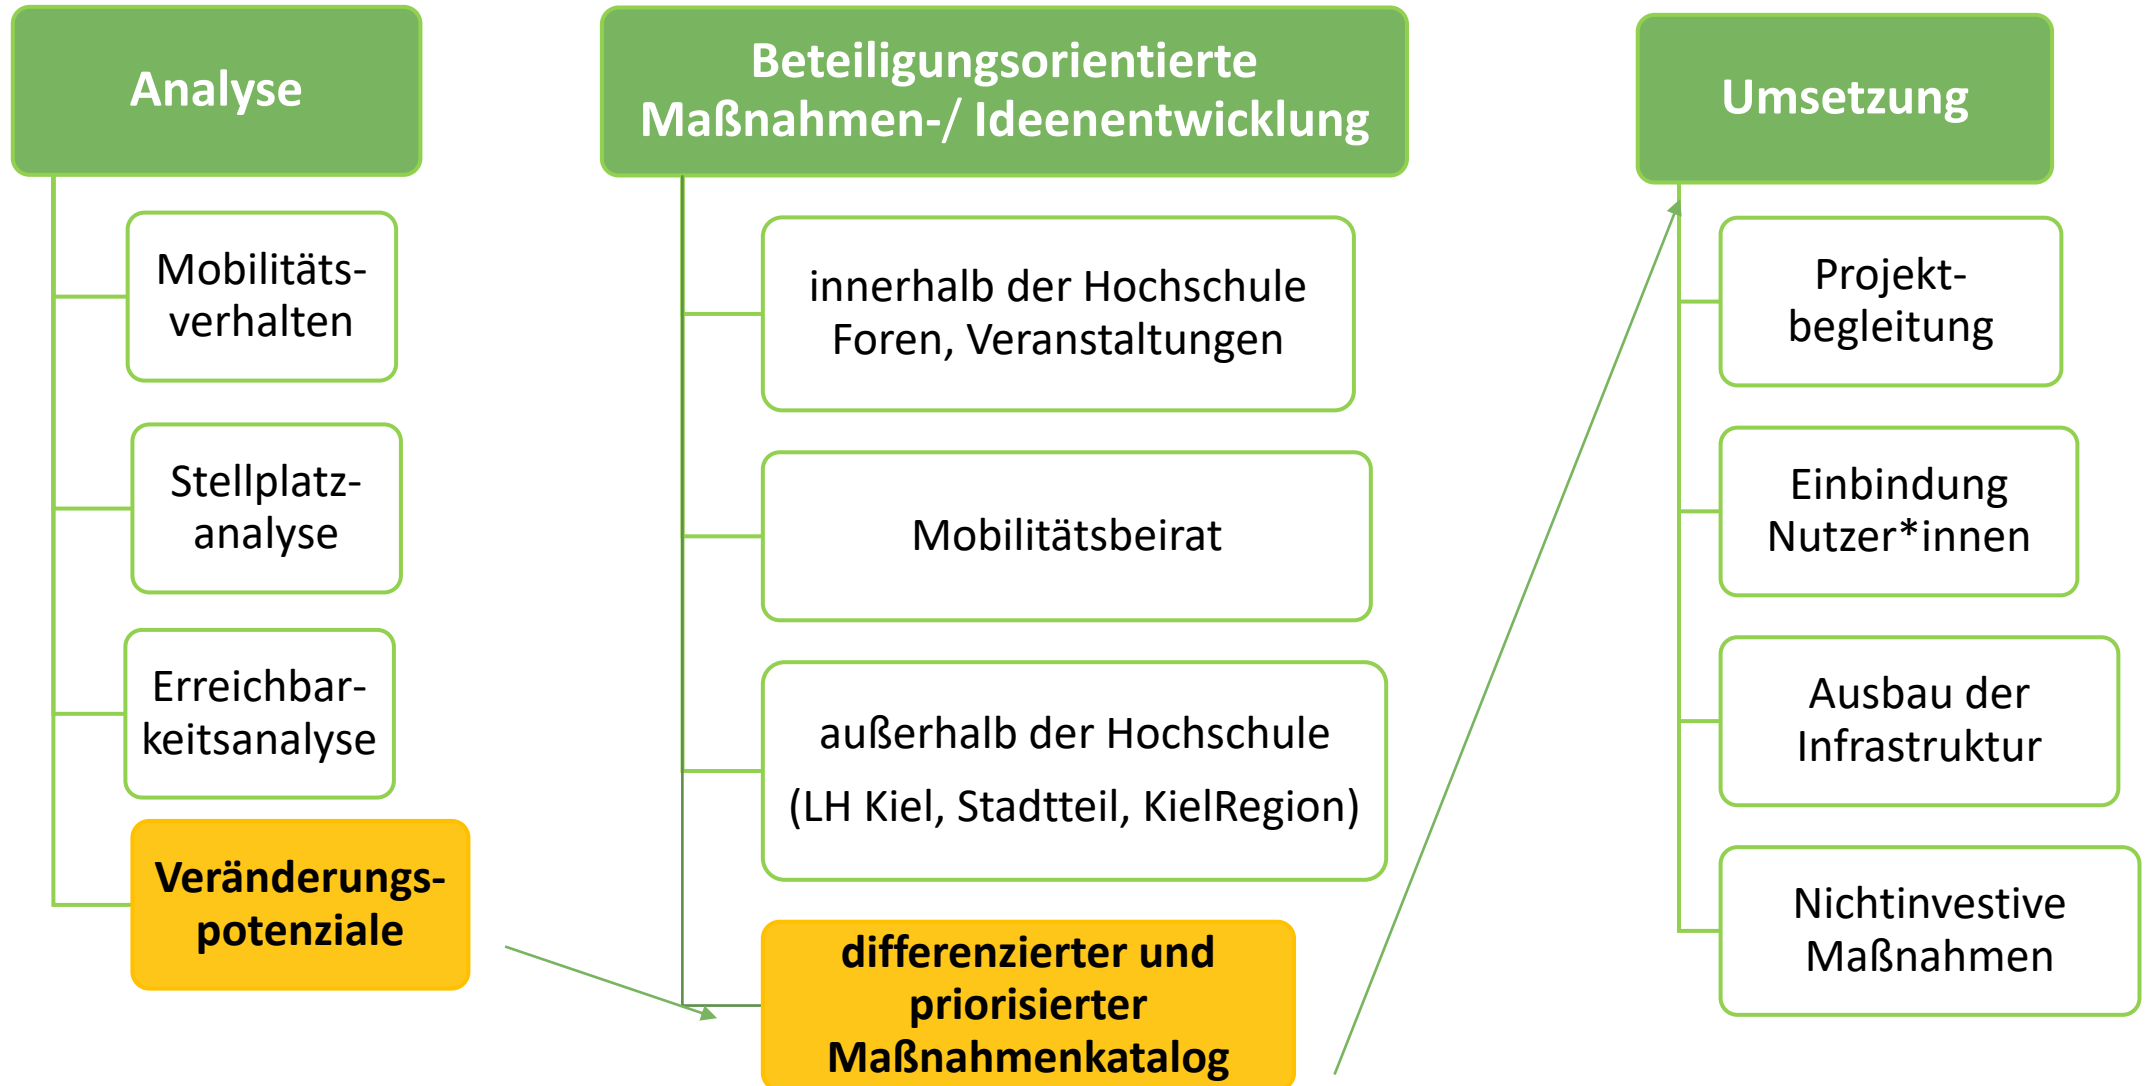 Analyse
Mobilitäts-
verhalten
Stellplatz-
analyse
Erreichbar-
keitsanalyse
Veränderungs-
potenziale
Beteiligungsorientierte
Maßnahmen-/ Ideenentwicklung
innerhalb der Hochschule
Foren, Veranstaltungen
Mobilitätsbeirat
außerhalb der Hochschule
(LH Kiel, Stadtteil, KielRegion)
differenzierter und
priorisierter
Maßnahmenkatalog
Umsetzung
Projekt-
begleitung
Einbindung
Nutzer*innen
Ausbau der
Infrastruktur
Nichtinvestive
Maßnahmen